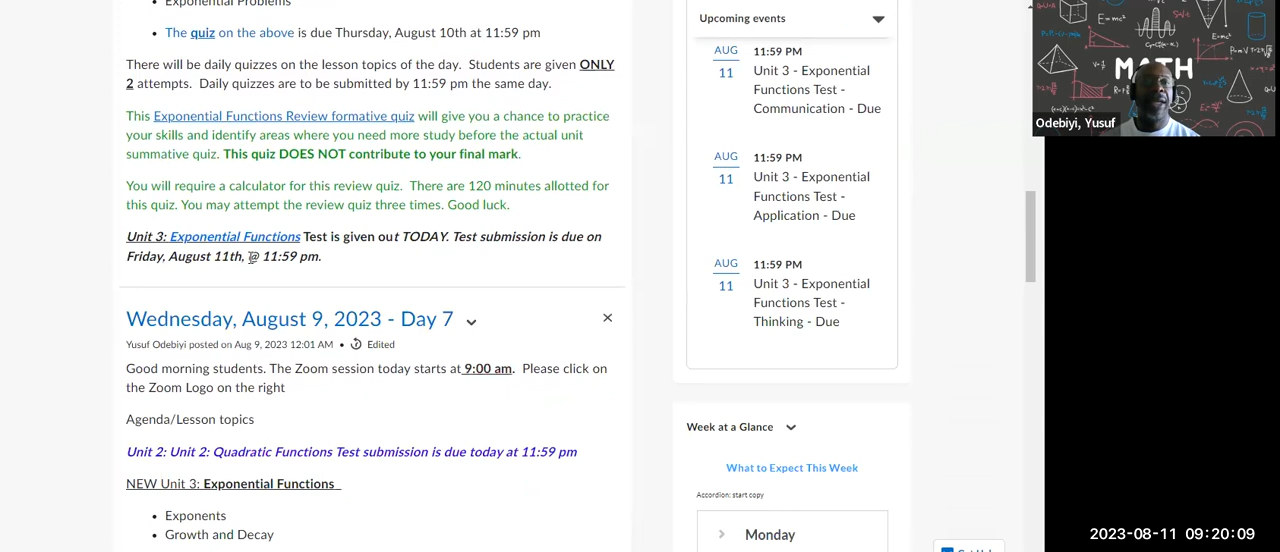 Exponential Problems
The quiz on the above is due Thursday, August 10th at 11:59 pm
There will be daily quizzes on the lesson topics of the day. Students are given ONLY
2 attempts. Daily quizzes are to be submitted by 11:59 pm the same day.
This Exponential Functions Review formative quiz will give you a chance to practice
your skills and identify areas where you need more study before the actual unit
summative quiz. This quiz DOES NOT contribute to your final mark.
You will require a calculator for this review quiz. There are 120 minutes allotted for
this quiz. You may attempt the review quiz three times. Good luck.
Unit 3: Exponential Functions Test is given out TODAY. Test submission is due on
Friday, August 11th, @ 11:59 pm.
Wednesday, August 9, 2023 - Day 7
Yusuf Odebiyi posted on Aug 9, 2023 12:01 AM • Edited
Good morning students. The Zoom session today starts at 9:00 am. Please click on
the Zoom Logo on the right
Agenda/Lesson topics
Unit 2: Unit 2: Quadratic Functions Test submission is due today at 11:59 pm
NEW Unit 3: Exponential Functions
Exponents
Growth and Decay
Upcoming events
AUG
11
11:59 PM
Unit 3 - Exponential
Functions Test -
Communication - Due
AUG
11
11:59 PM
Unit 3 - Exponential
Functions Test -
Application - Due
AUG
11
11:59 PM
Unit 3 - Exponential
Functions Test -
Thinking - Due
Week at a Glance
What to Expect This Week
Accordion: start copy
Monday
E=mc²
MATH
Odebiyi, Yusuf
2023-08-11 09:20:09